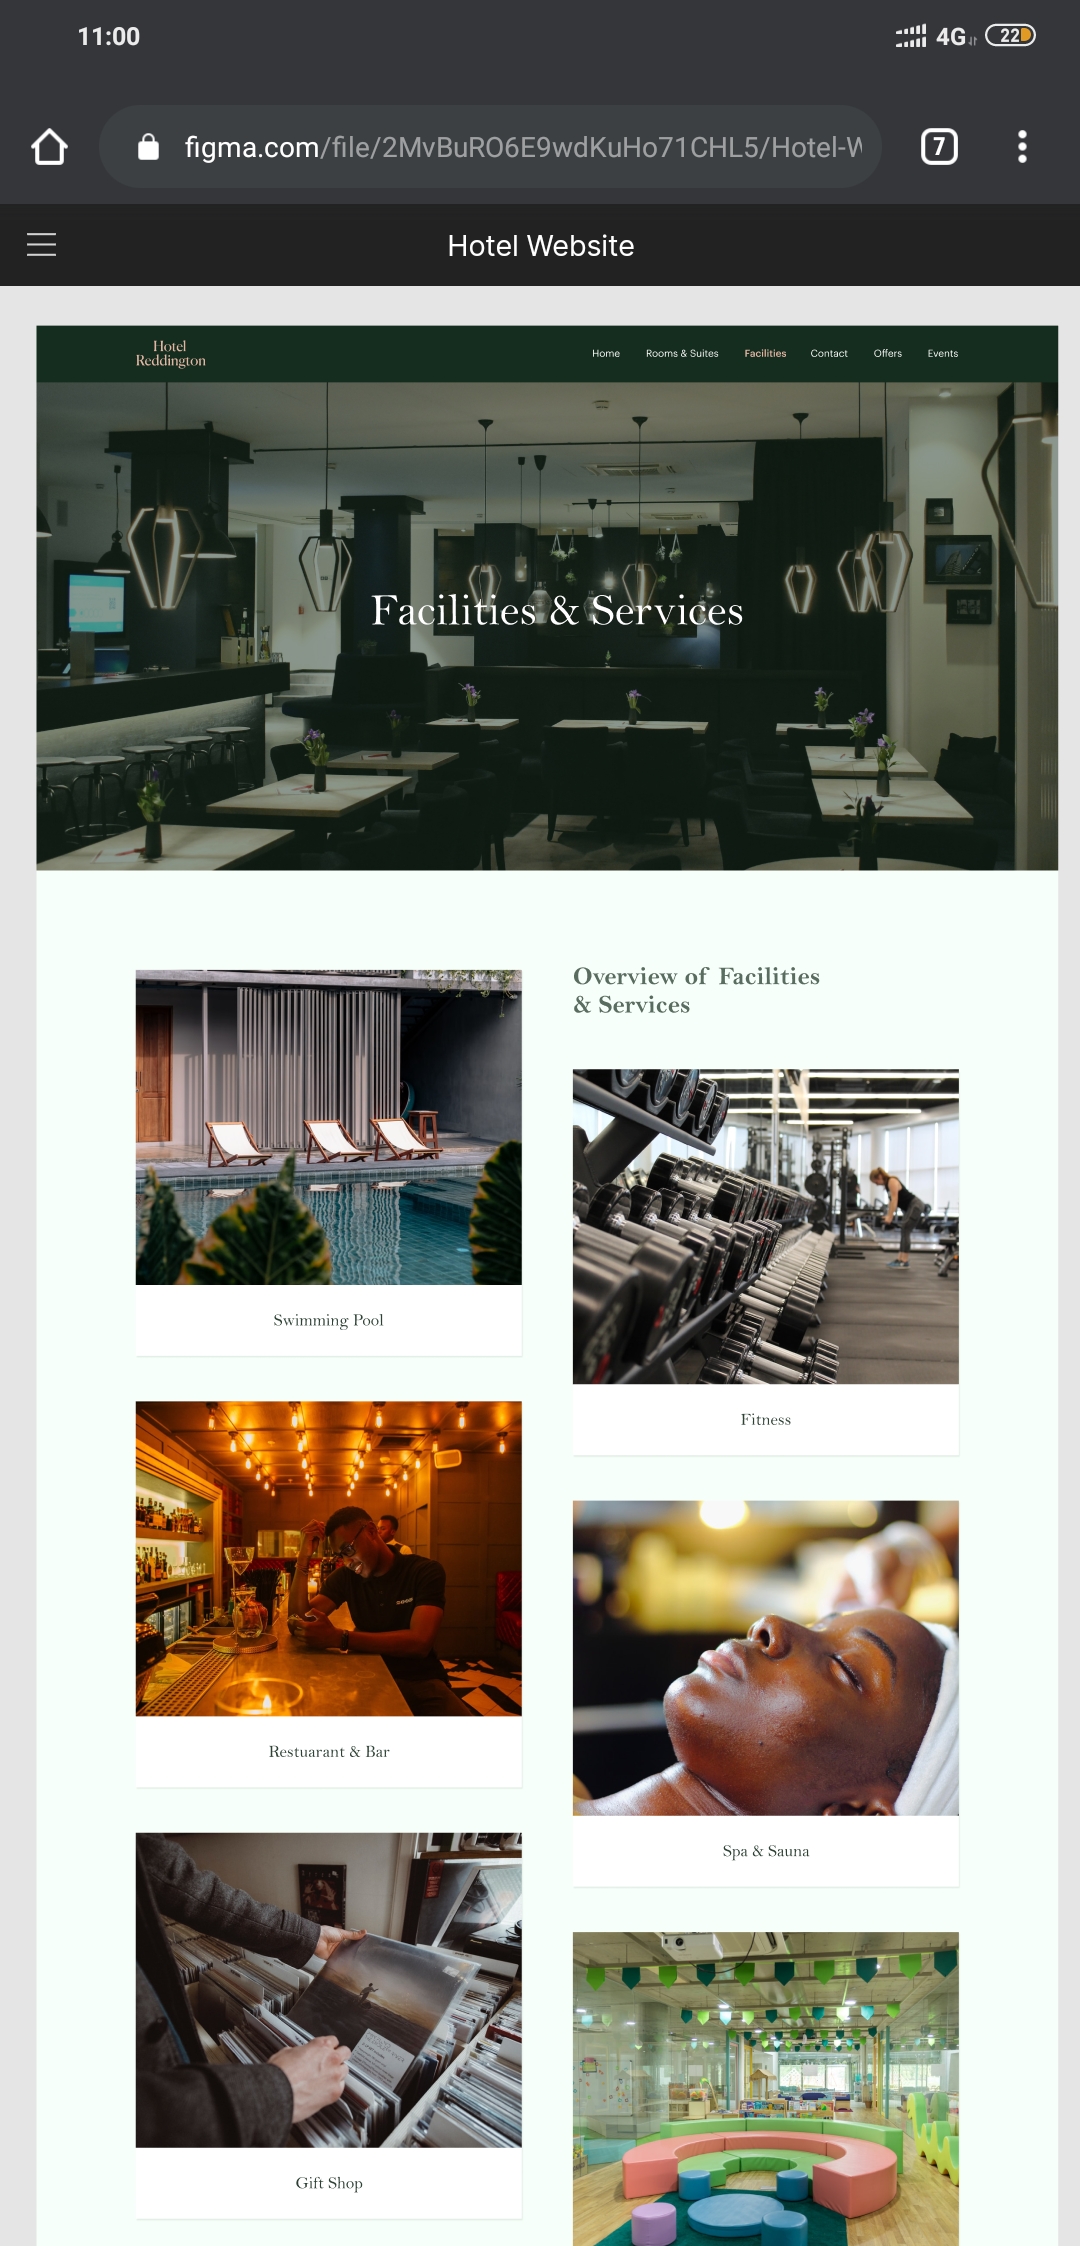 11:00
4G
22
figma.com/file/2MvBuRO6E9wdKuHo71CHL5/Hotel-W
7
Hotel Website
Hotel
Reddington
Home Rooms & Suites Facilities Contact Offers Events
Facilities & Services
Overview of Facilities
& Services
Swimming Pool
Fitness
Restuarant & Bar
Spa & Sauna
Gift Shop